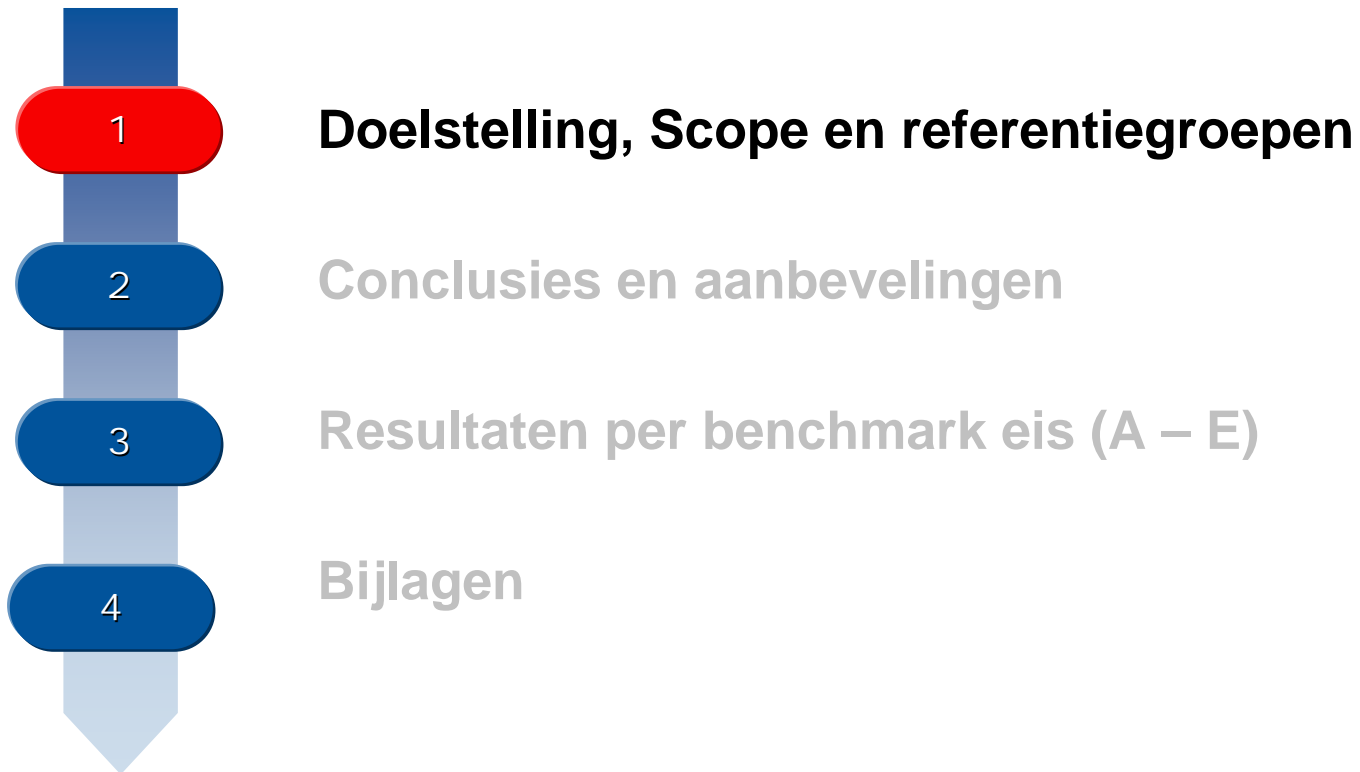 1 Doelstelling, Scope en referentiegroepen
2 Conclusies en aanbevelingen
3 Resultaten per benchmark eis (A – E)
4 Bijlagen